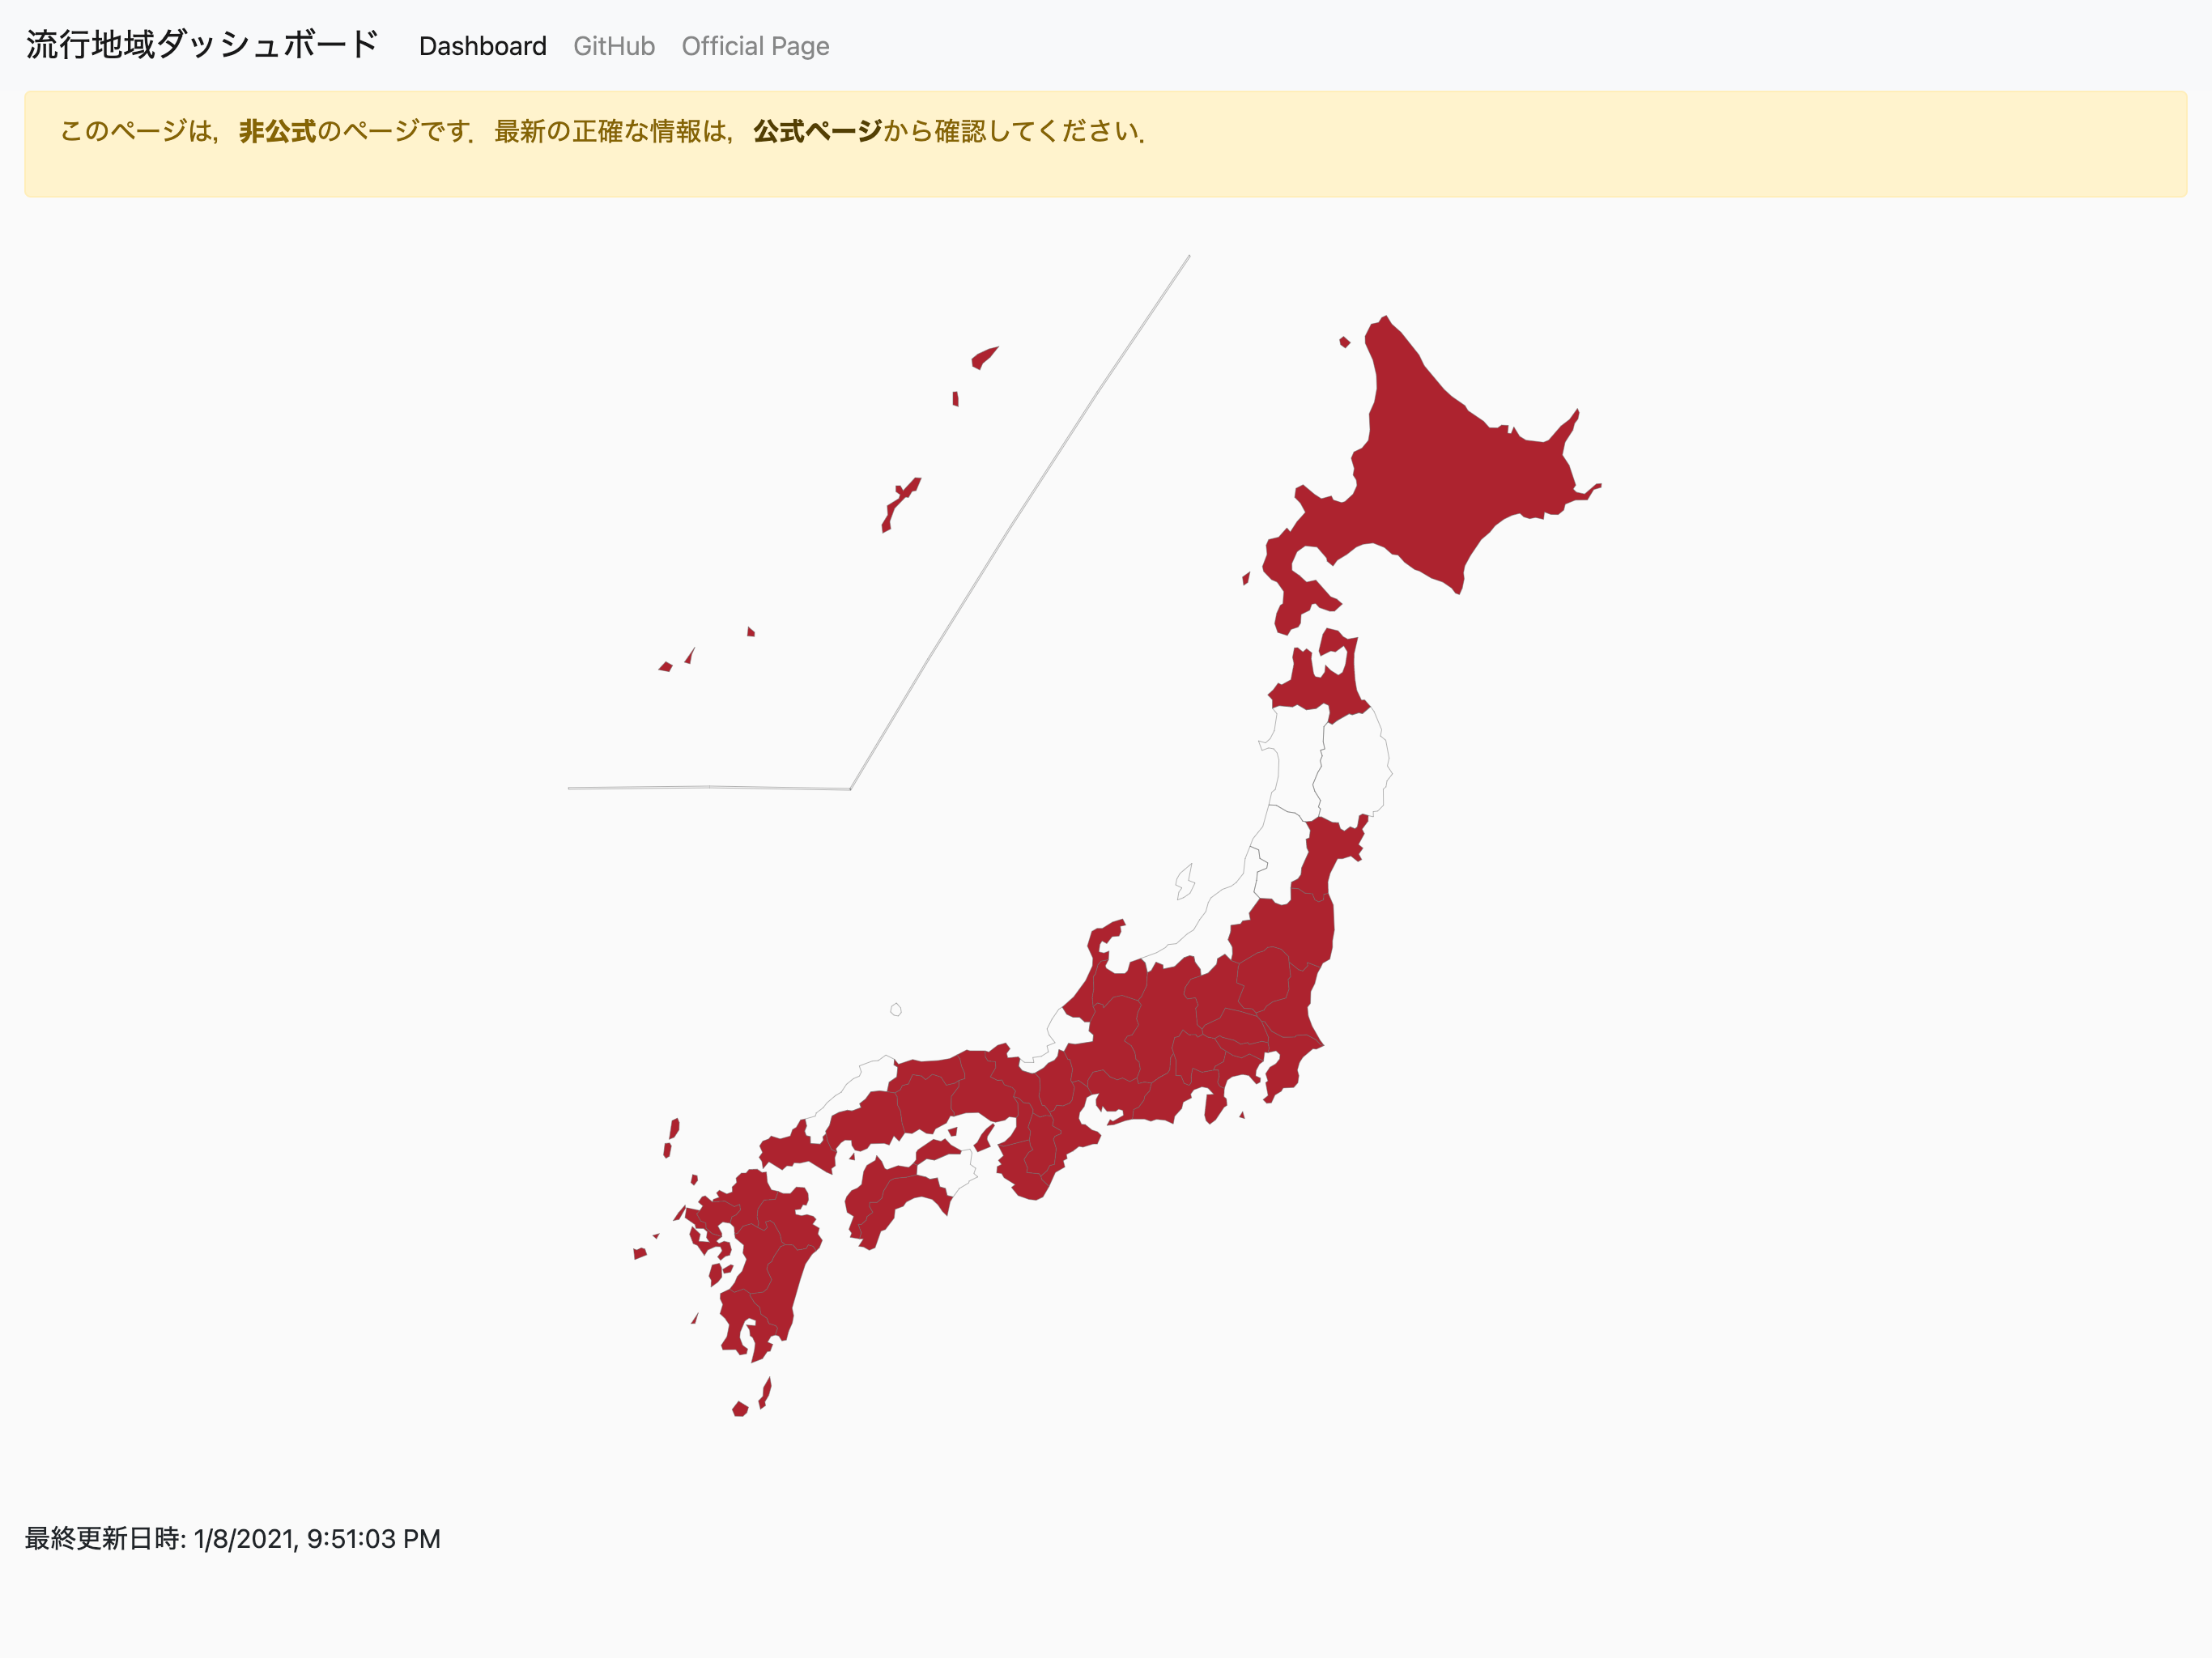 流行地域ダッシュボード Dashboard GitHub Official Page
このページは，非公式のページです．最新の正確な情報は，公式ページから確認してください．
最終更新日時: 1/8/2021, 9:51:03 PM